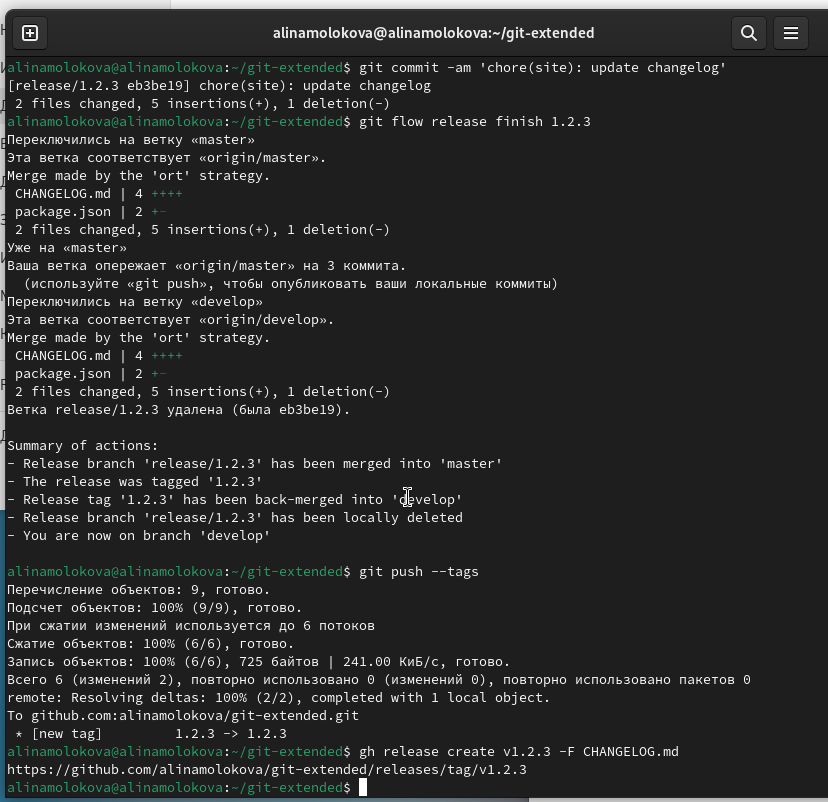 alinamolokova@alinamolokova:~/git-extended
alinamolokova@alinamolokova:~/git-extended$ git commit -am 'chore(site): update changelog'
[release/1.2.3 eb3be19] chore(site): update changelog
 2 files changed, 5 insertions(+), 1 deletion(-)
alinamolokova@alinamolokova:~/git-extended$ git flow release finish 1.2.3
Переключились на ветку «master»
Эта ветка соответствует «origin/master».
Merge made by the 'ort' strategy.
 CHANGELOG.md | 4 ++++
 package.json | 2 +-
 2 files changed, 5 insertions(+), 1 deletion(-)
Уже на «master»
Ваша ветка опережает «origin/master» на 3 коммита.
  (используйте «git push», чтобы опубликовать ваши локальные коммиты)
Переключились на ветку «develop»
Эта ветка соответствует «origin/develop».
Merge made by the 'ort' strategy.
 CHANGELOG.md | 4 ++++
 package.json | 2 +-
 2 files changed, 5 insertions(+), 1 deletion(-)
Ветка release/1.2.3 удалена (была eb3be19).

Summary of actions:
- Release branch 'release/1.2.3' has been merged into 'master'
- The release was tagged '1.2.3'
- Release tag '1.2.3' has been back-merged into 'develop'
- Release branch 'release/1.2.3' has been locally deleted
- You are now on branch 'develop'

alinamolokova@alinamolokova:~/git-extended$ git push --tags
Перечисление объектов: 9, готово.
Подсчет объектов: 100% (9/9), готово.
При сжатии изменений используется до 6 потоков
Сжатие объектов: 100% (6/6), готово.
Запись объектов: 100% (6/6), 725 байтов | 241.00 КиБ/с, готово.
Всего 6 (изменений 2), повторно использовано 0 (изменений 0), повторно использовано пакетов 0
remote: Resolving deltas: 100% (2/2), completed with 1 local object.
To github.com:alinamolokova/git-extended.git
 * [new tag]         1.2.3 -> 1.2.3
alinamolokova@alinamolokova:~/git-extended$ gh release create v1.2.3 -F CHANGELOG.md
https://github.com/alinamolokova/git-extended/releases/tag/v1.2.3
alinamolokova@alinamolokova:~/git-extended$